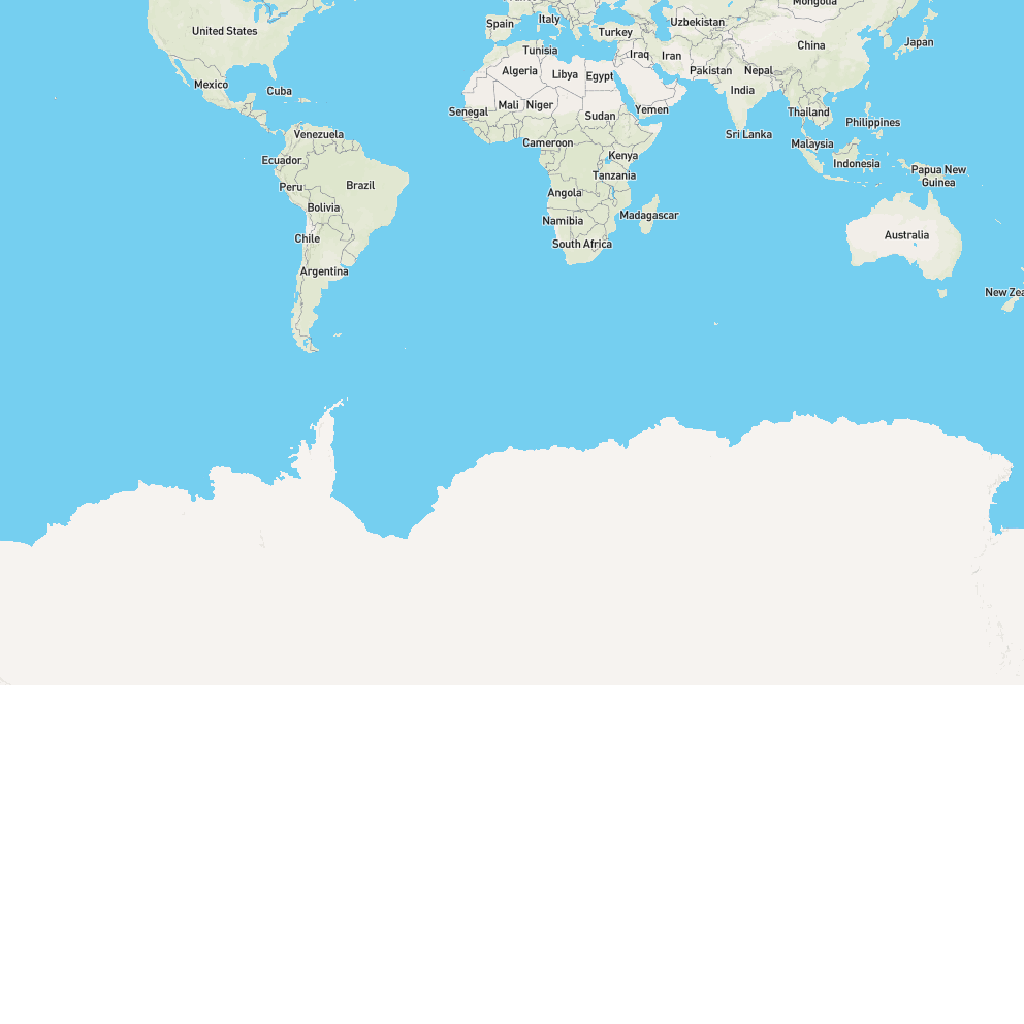 Mongolia
United States
Spain
Italy
Turkey
Uzbekistan
China
Japan
Tunisia
Iraq
Iran
Algeria
Libya
Egypt
Pakistan
Nepal
India
Mexico
Cuba
Senegal
Mali
Niger
Sudan
Yemen
Thailand
Philippines
Venezuela
Cameroon
Sri Lanka
Malaysia
Ecuador
Kenya
Indonesia
Peru
Brazil
Tanzania
Papua New
Guinea
Bolivia
Angola
Namibia
Madagascar
Chile
South Africa
Australia
Argentina
New Zea